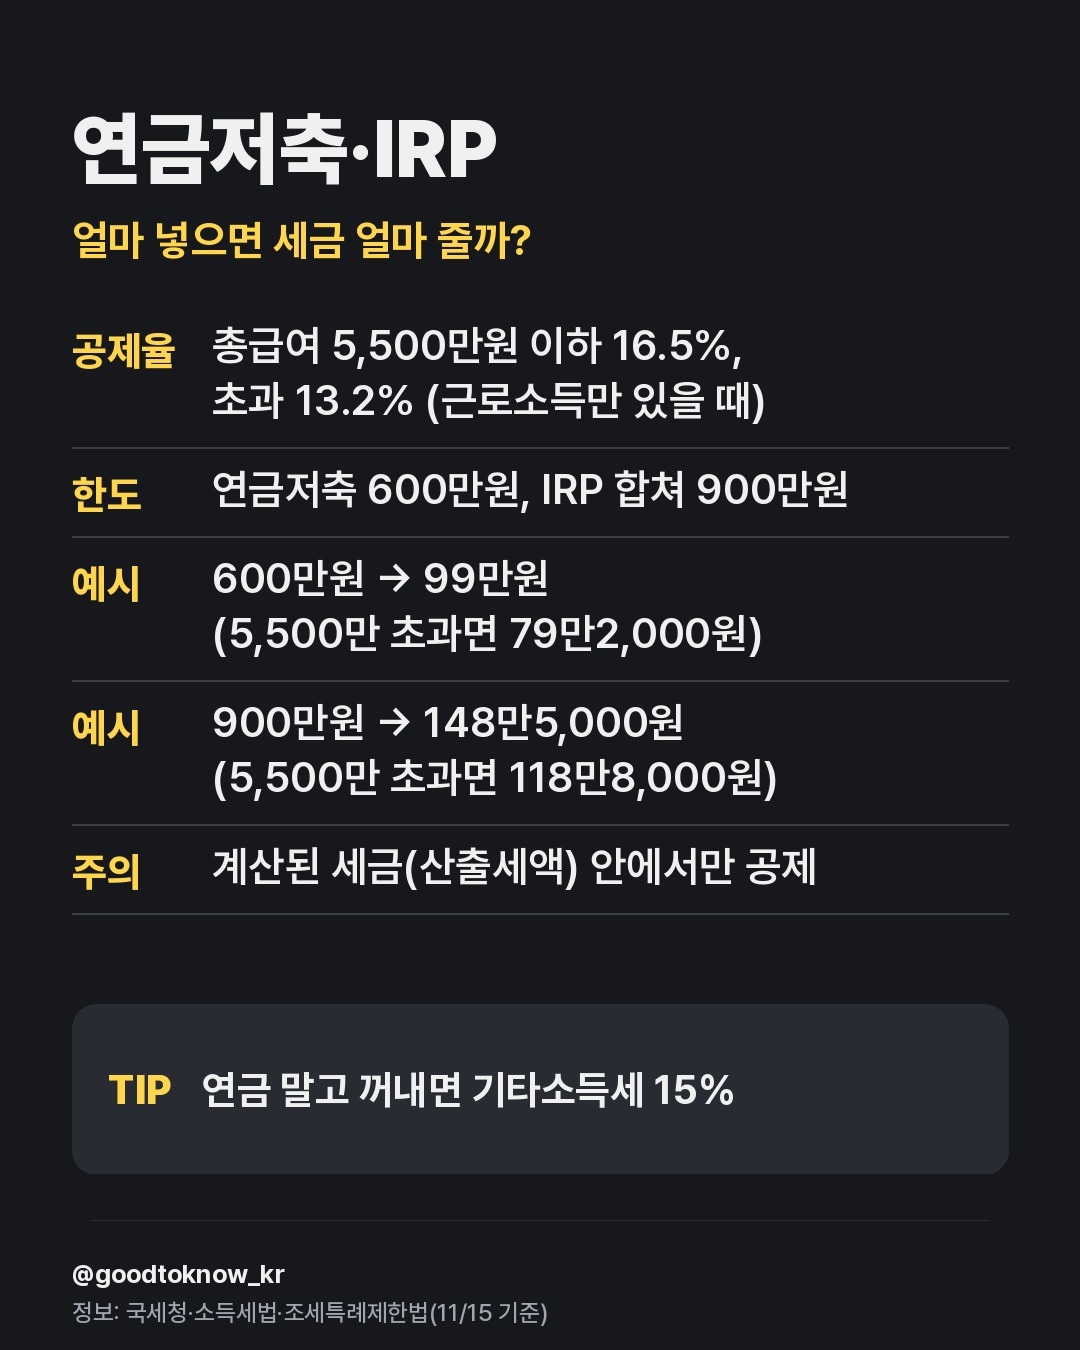 연금저축·IRP
얼마 넣으면 세금 얼마 줄까?
공제율 총급여 5,500만원 이하 16.5%,
초과 13.2% (근로소득만 있을 때)
한도 연금저축 600만원, IRP 합쳐 900만원
예시 600만원 → 99만원
(5,500만 초과면 79만2,000원)
예시 900만원 → 148만5,000원
(5,500만 초과면 118만8,000원)
주의 계산된 세금(산출세액) 안에서만 공제
TIP 연금 말고 꺼내면 기타소득세 15%
@goodtoknow_kr
정보: 국세청·소득세법·조세특례제한법(11/15 기준)